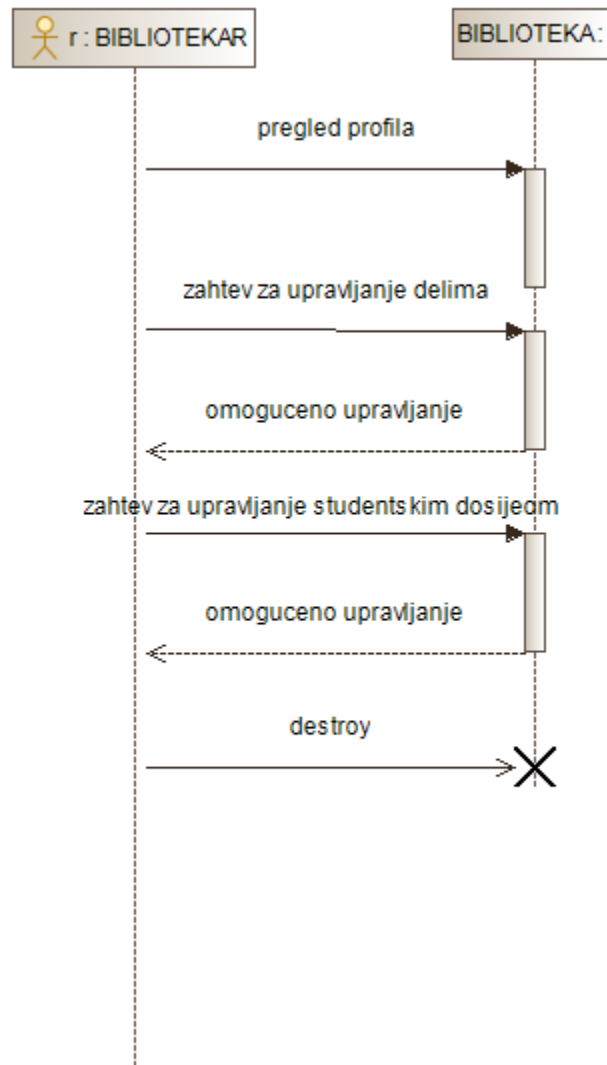 r : BIBLIOTEKAR
BIBLIOTEKA:
pregled profila
zahtev za upravljanje delima
omoguceno upravljanje
zahtev za upravljanje studentskim dosijeom
omoguceno upravljanje
destroy